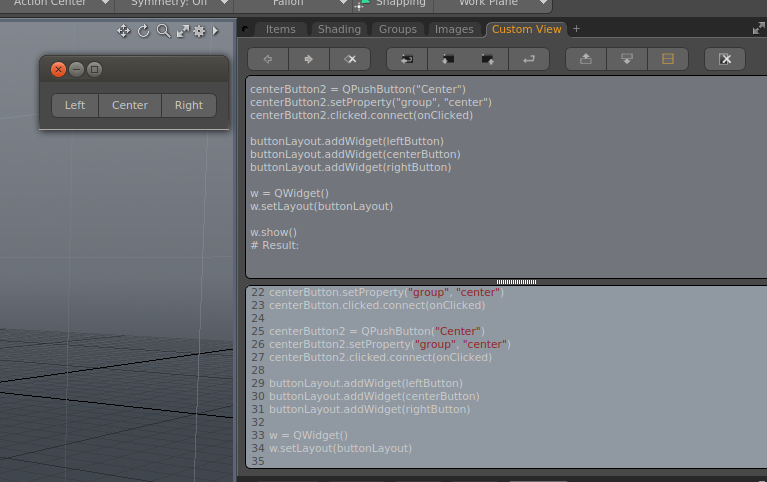 Action Center Symmetry: Off Falloff Snapping Work Plane
Items Shading Groups Images Custom View +
Left Center Right
centerButton2 = QPushButton("Center")
centerButton2.setProperty("group", "center")
centerButton2.clicked.connect(onClicked)
buttonLayout.addWidget(leftButton)
buttonLayout.addWidget(centerButton)
buttonLayout.addWidget(rightButton)
w = QWidget()
w.setLayout(buttonLayout)
w.show()
# Result:
22 centerButton.setProperty("group", "center")
23 centerButton.clicked.connect(onClicked)
24
25 centerButton2 = QPushButton("Center")
26 centerButton2.setProperty("group", "center")
27 centerButton2.clicked.connect(onClicked)
28
29 buttonLayout.addWidget(leftButton)
30 buttonLayout.addWidget(centerButton)
31 buttonLayout.addWidget(rightButton)
32
33 w = QWidget()
34 w.setLayout(buttonLayout)
35